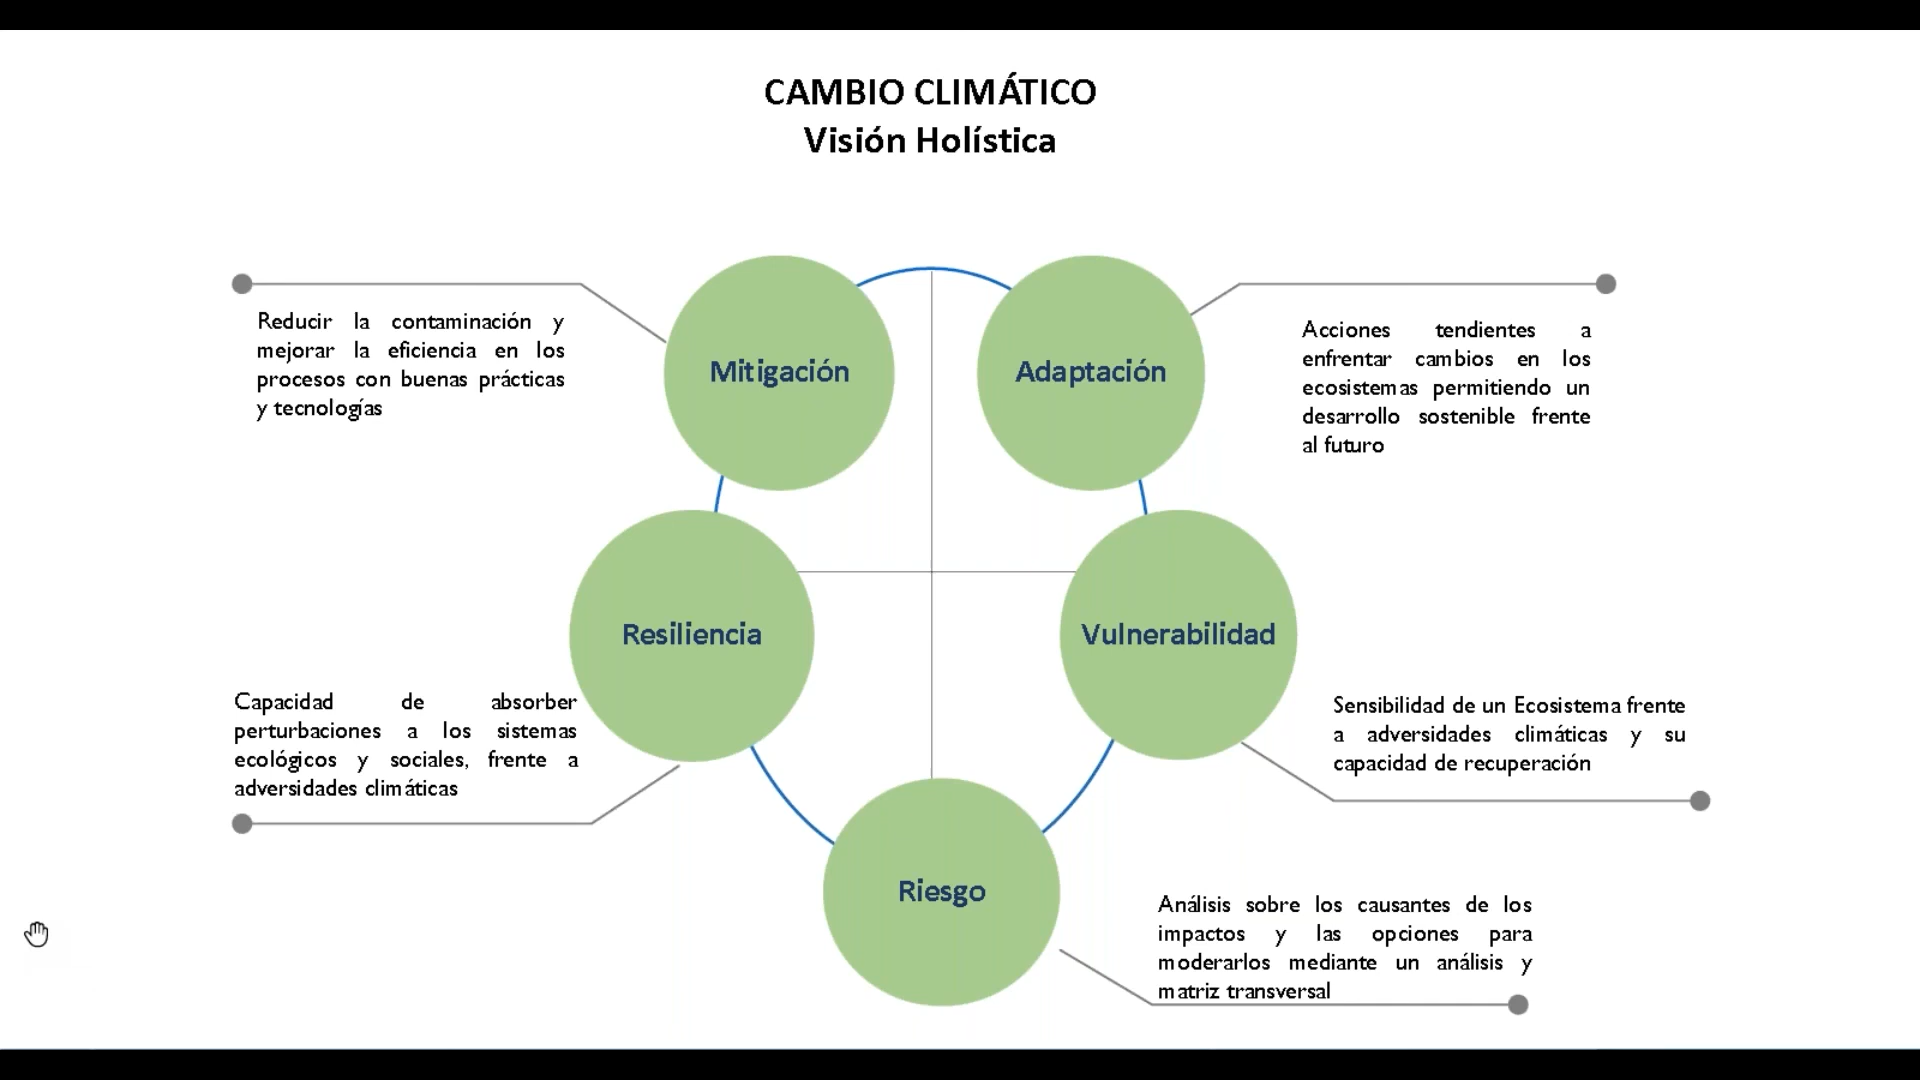 CAMBIO CLIMÁTICO
Visión Holística
Mitigación
Reducir la contaminación y
mejorar la eficiencia en los
procesos con buenas prácticas
y tecnologías
Adaptación
Acciones tendientes a
enfrentar cambios en los
ecosistemas permitiendo un
desarrollo sostenible frente
al futuro
Resiliencia
Capacidad de absorber
perturbaciones a los sistemas
ecológicos y sociales, frente a
adversidades climáticas
Vulnerabilidad
Sensibilidad de un Ecosistema frente
a adversidades climáticas y su
capacidad de recuperación
Riesgo
Análisis sobre los causantes de los
impactos y las opciones para
moderarlos mediante un análisis y
matriz transversal